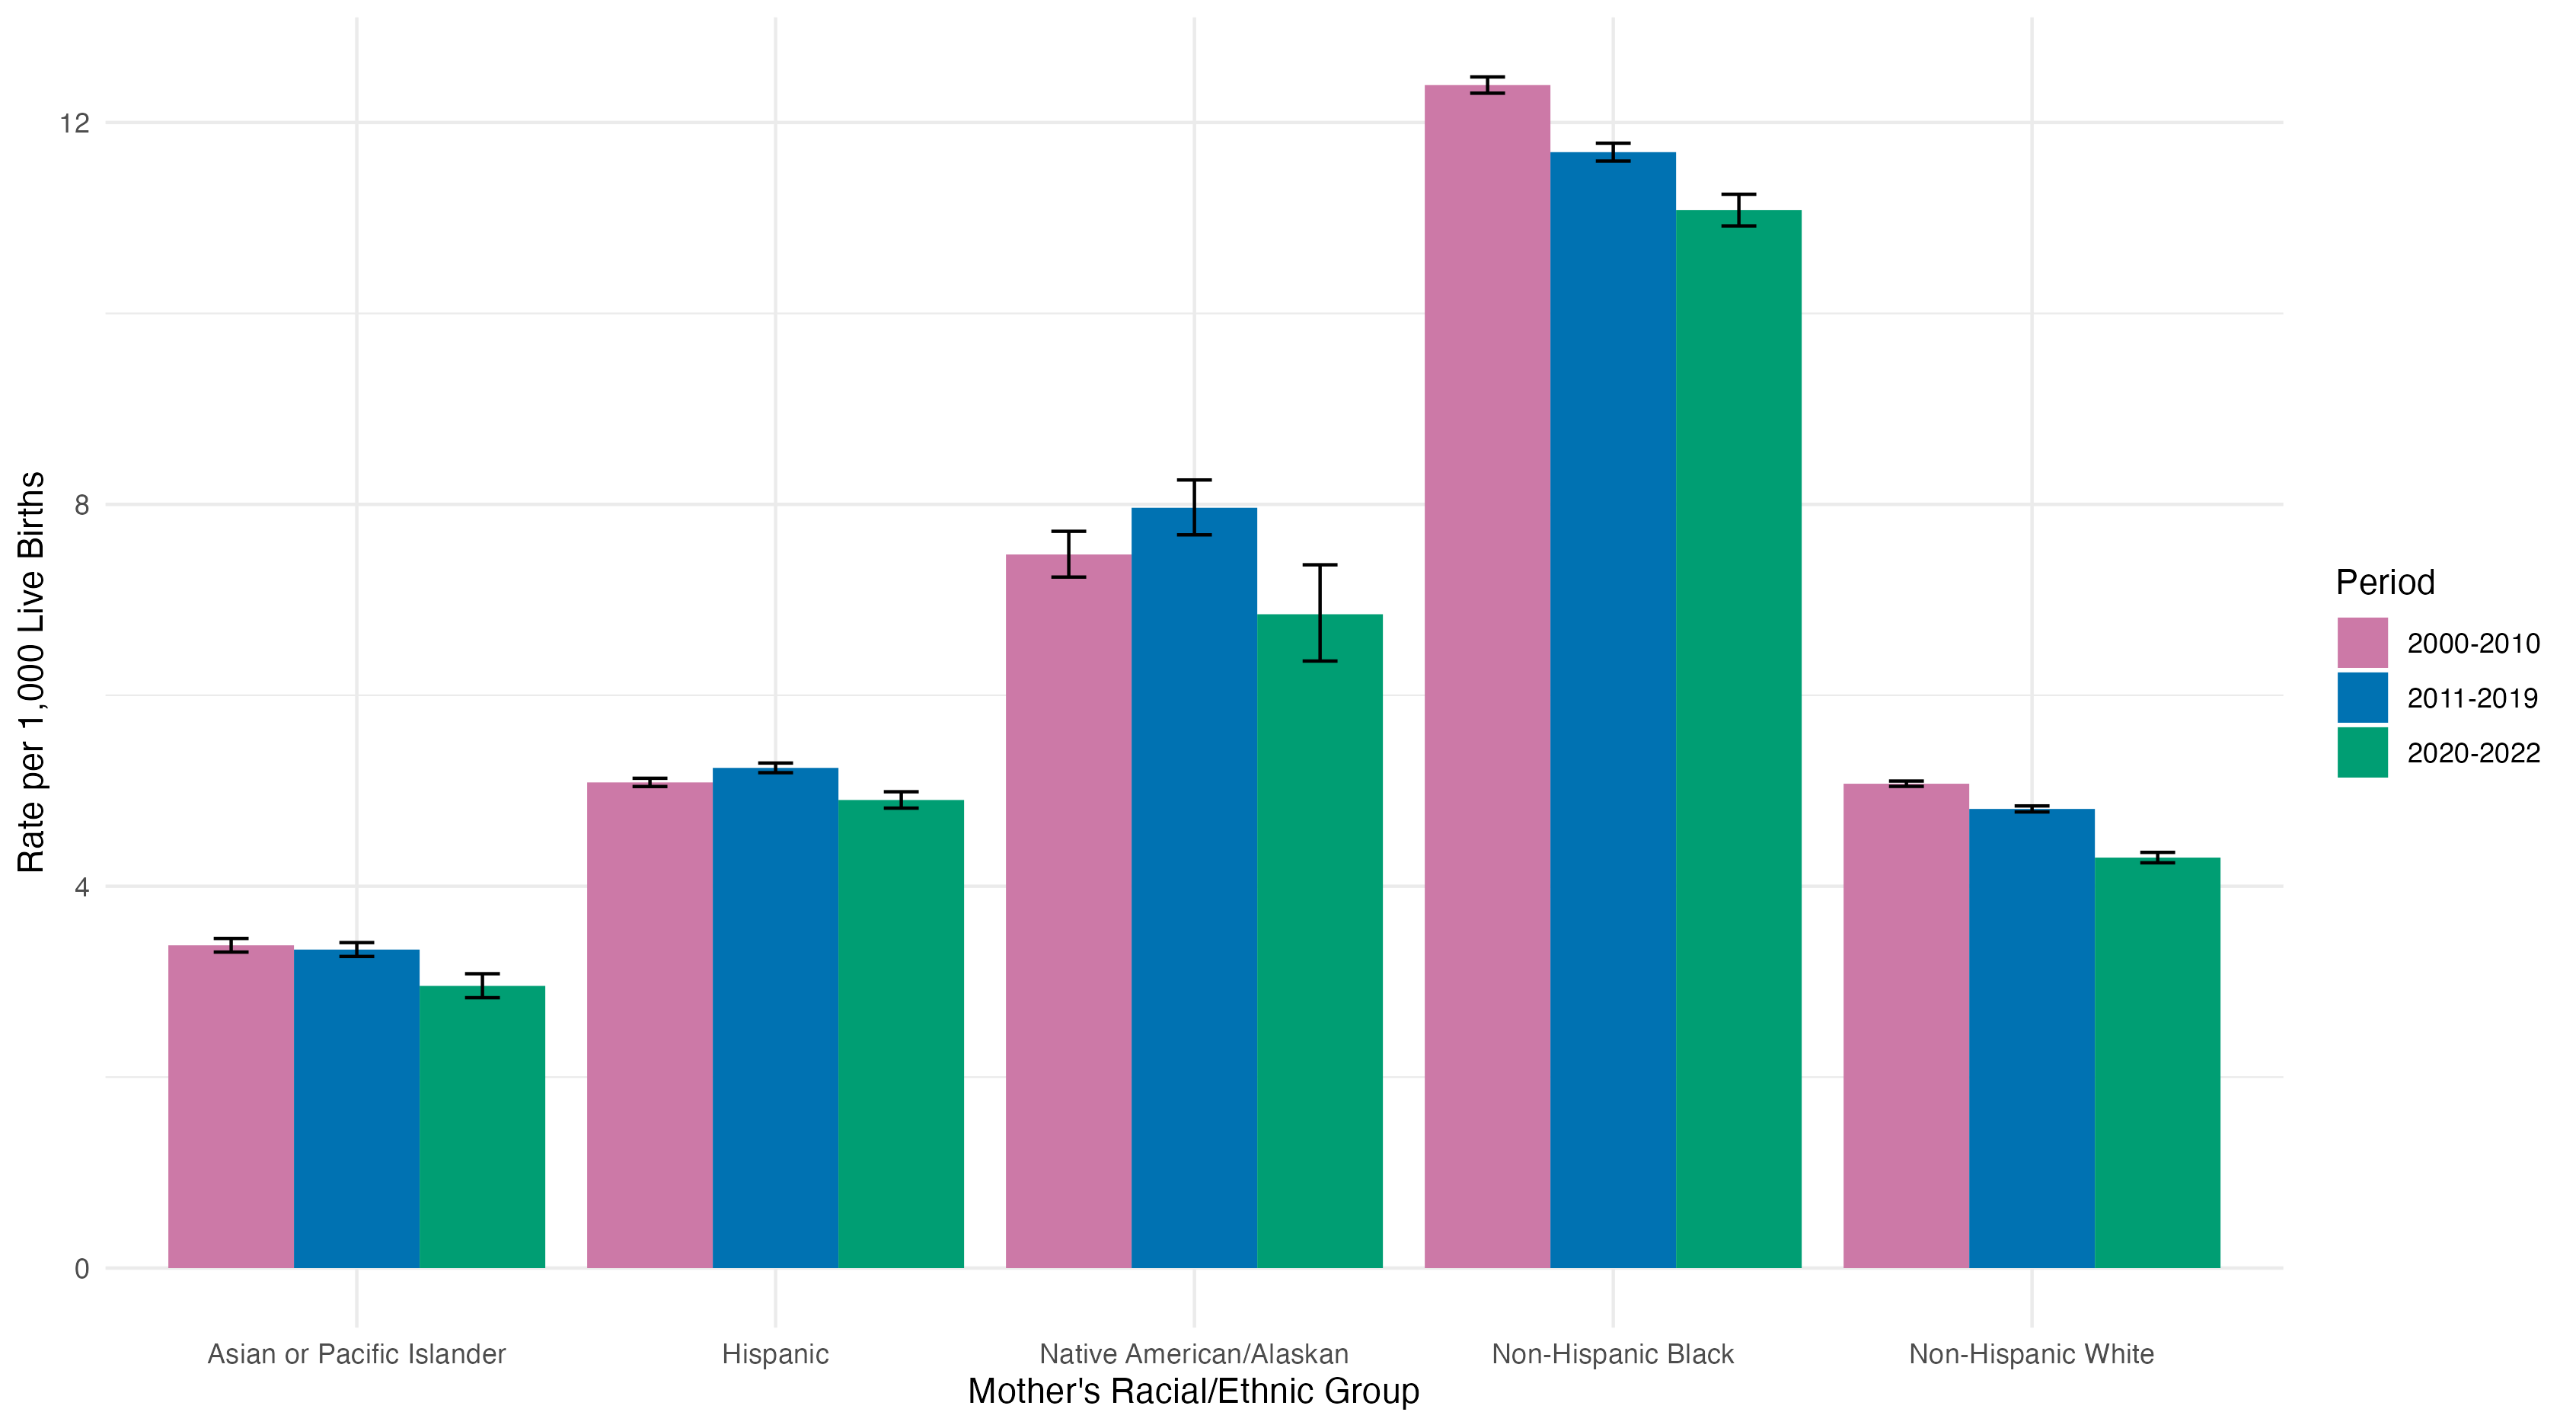 Rate per 1,000 Live Births
12
8
4
0
Asian or Pacific Islander
Hispanic
Native American/Alaskan
Non-Hispanic Black
Non-Hispanic White
Mother's Racial/Ethnic Group
Period
2000-2010
2011-2019
2020-2022